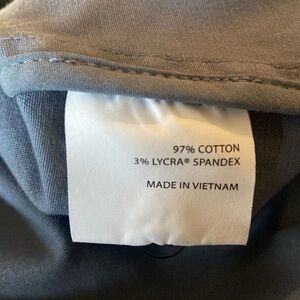 97% COTTON
3% LYCRA® SPANDEX
MADE IN VIETNAM